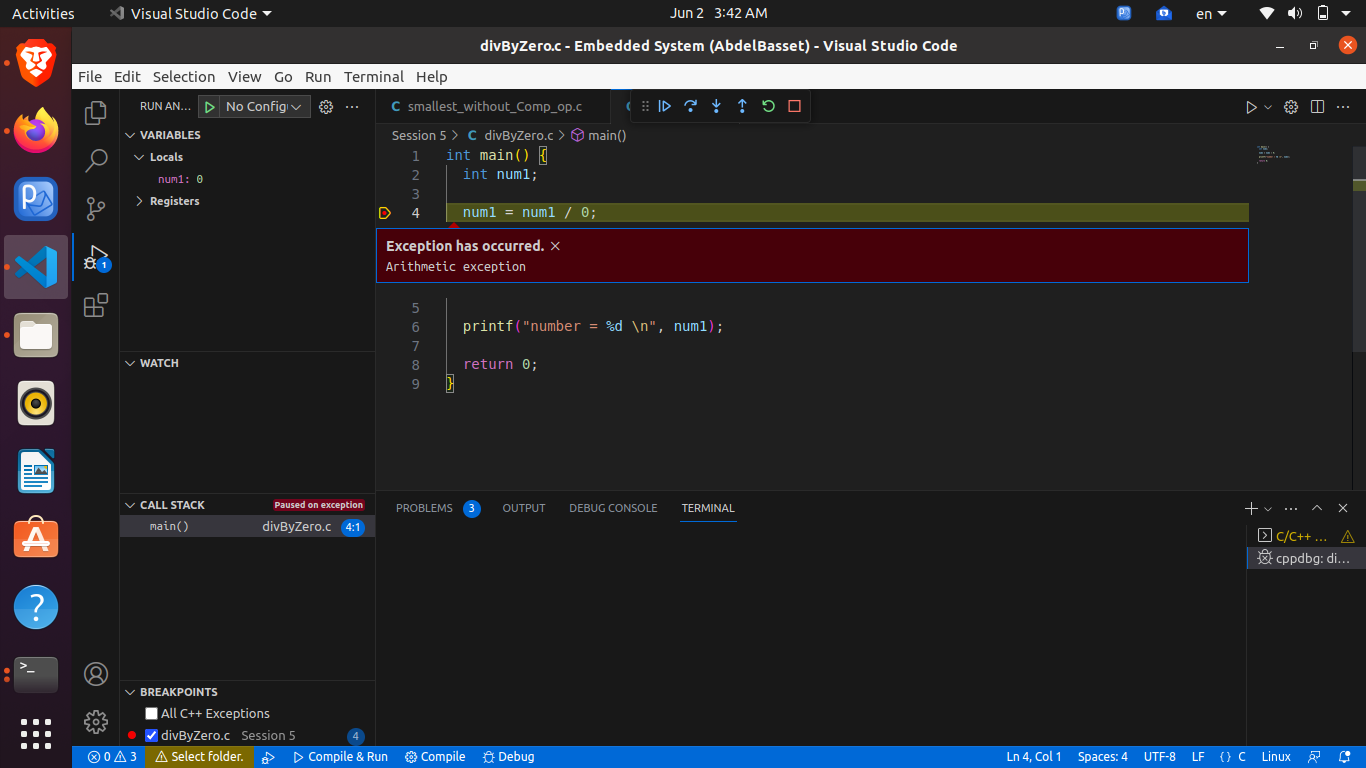 Activities Visual Studio Code Jun 2 3:42 AM en
divByZero.c - Embedded System (AbdelBasset) - Visual Studio Code
File Edit Selection View Go Run Terminal Help
RUN AN... No Configu
VARIABLES
Locals
num1: 0
Registers
WATCH
CALL STACK Paused on exception
main() divByZero.c 4:1
BREAKPOINTS
All C++ Exceptions
divByZero.c Session 5 4
1
C smallest_without_Comp_op.c C
Session 5 > C divByZero.c > main()
1 int main() {
2 int num1;
3
4 num1 = num1 / 0;
Exception has occurred. ×
Arithmetic exception
5
6 printf("number = %d \n", num1);
7
8 return 0;
9 }
PROBLEMS 3 OUTPUT DEBUG CONSOLE TERMINAL
C/C++ ...
cppdbg: di...
0 3 Select folder. Compile & Run Compile Debug Ln 4, Col 1 Spaces: 4 UTF-8 LF {} C Linux